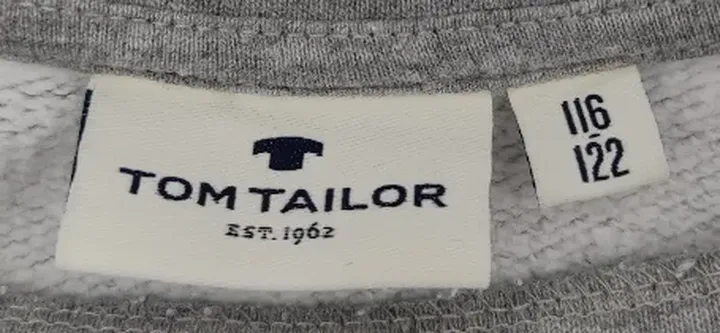 TOM TAILOR
EST. 1962
116
-
122